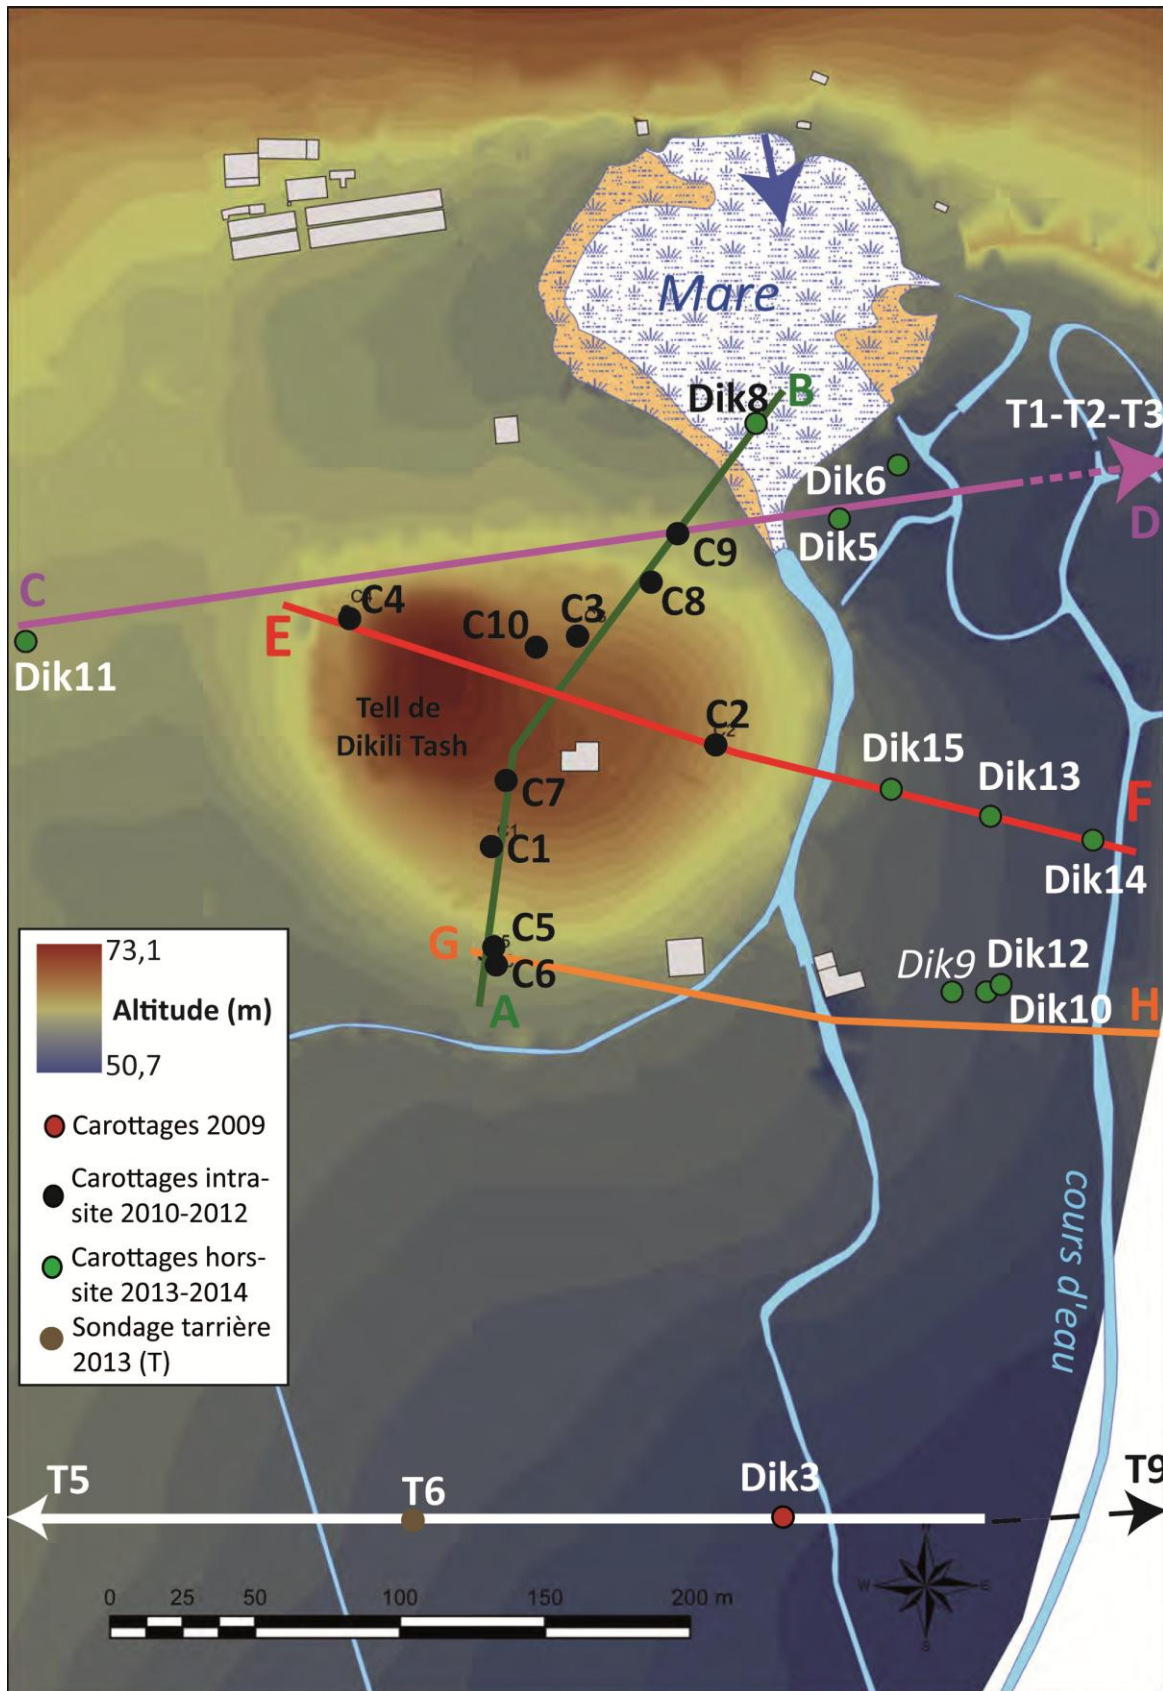 Mare
B
Dik8
T1-T2-T3
Dik6
D
Dik5
C9
C
C8
C4
C4
C3
C10
E
Dik11
Tell de
Dikili Tash
C2
C2
Dik15
Dik13
F
C7
C1
C1
Dik14
G
C5
Dik12
Dik9
C6
Dik10
H
A
73,1
Altitude (m)
50,7
Carottages 2009
Carottages intra-
site 2010-2012
Carottages hors-
site 2013-2014
Sondage tarrière
2013 (T)
cours d'eau
T5
T6
Dik3
T9
N
W
E
S
0 25 50 100 150 200 m